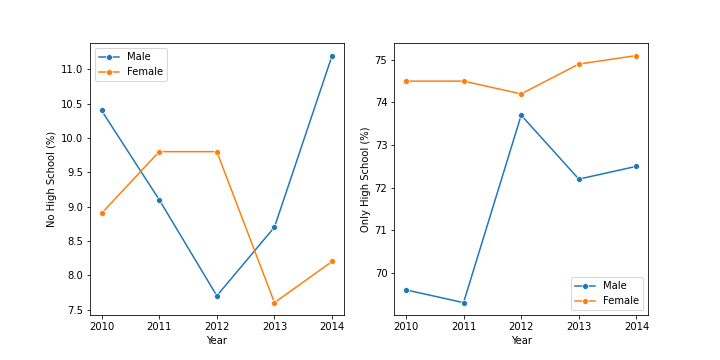 Male
Female
11.0
10.5
10.0
9.5
9.0
8.5
8.0
7.5
No High School (%)
2010 2011 2012 2013 2014
Year
75
74
73
72
71
70
Only High School (%)
Male
Female
2010 2011 2012 2013 2014
Year